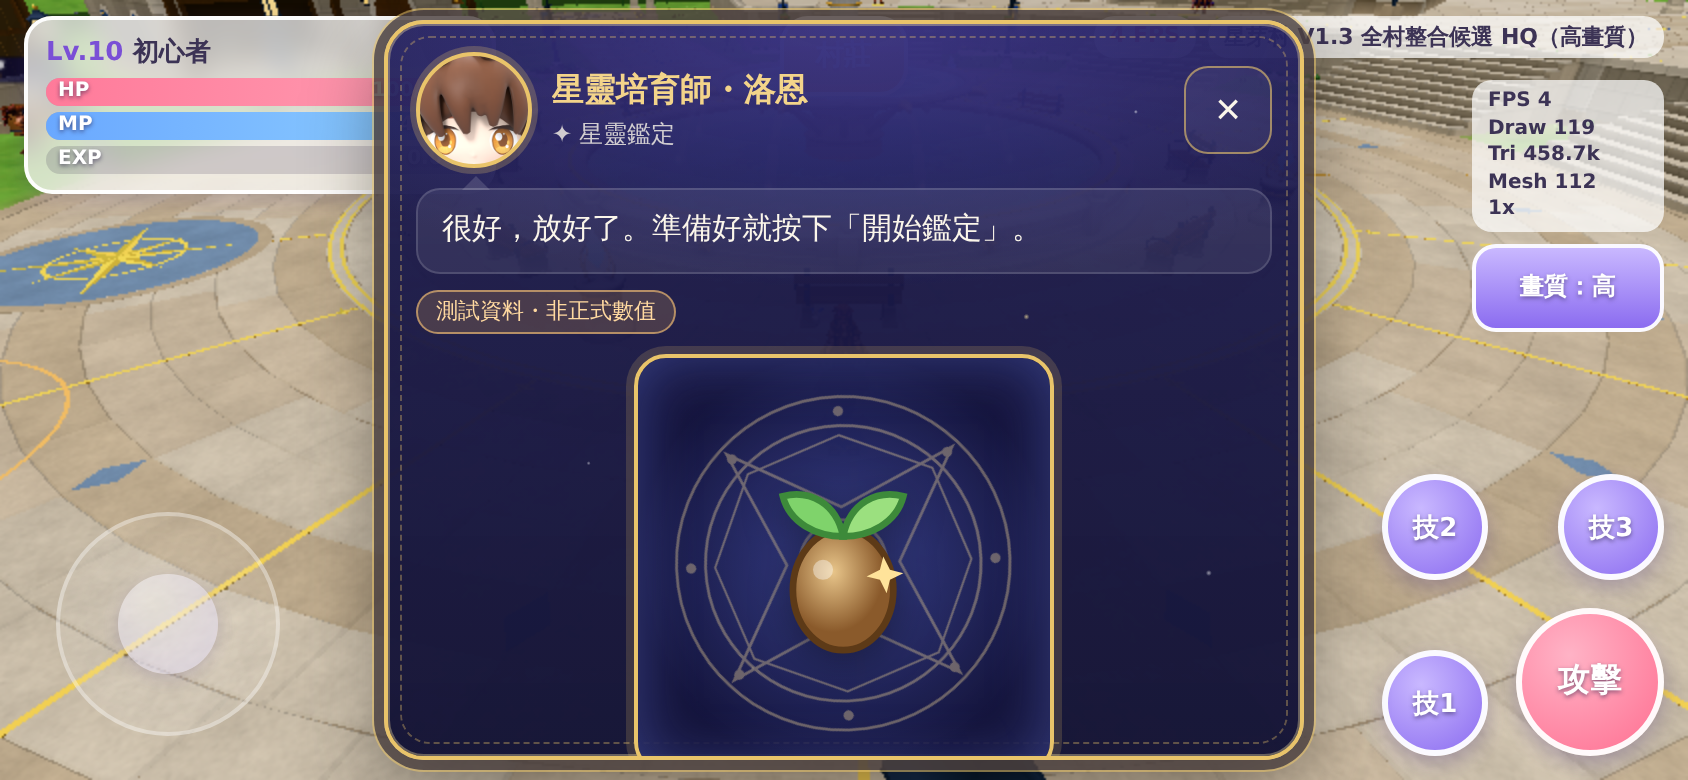 Lv.10 初心者
HP
MP
EXP
星靈培育師・洛恩
✦ 星靈鑑定
×
很好，放好了。準備好就按下「開始鑑定」。
測試資料・非正式數值
V1.3 全村整合候選 HQ（高畫質）
FPS 4
Draw 119
Tri 458.7k
Mesh 112
1x
畫質：高
技2
技3
技1
攻擊